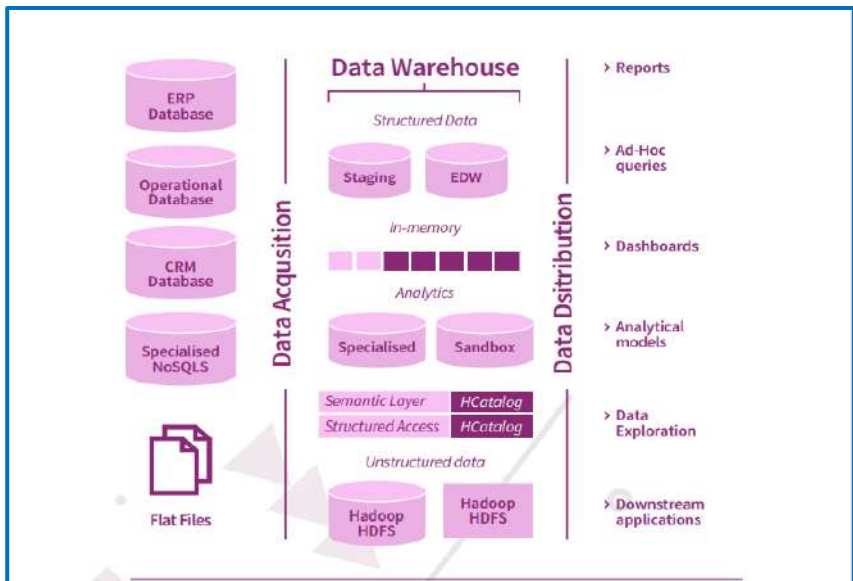 ERP
Database
Operational
Database
CRM
Database
Specialised
NoSQLS
Flat Files
Data Acqusition
Data Warehouse
Structured Data
Staging
EDW
In-memory
Analytics
Specialised
Sandbox
Semantic Layer
HCatalog
Structured Access
HCatalog
Unstructured data
Hadoop
HDFS
Hadoop
HDFS
Data Dsitribution
> Reports
> Ad-Hoc
queries
> Dashboards
> Analytical
models
> Data
Exploration
> Downstream
applications